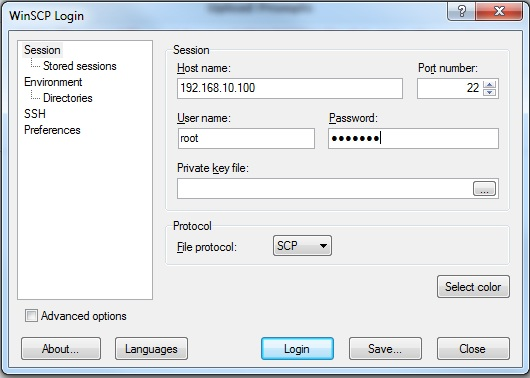 WinSCP Login
Session
Stored sessions
Environment
Directories
SSH
Preferences
Session
Host name:
Port number:
192.168.10.100
22
User name:
Password:
root
●●●●●●●
Private key file:
...
Protocol
File protocol:
SCP
Select color
Advanced options
About...
Languages
Login
Save...
Close